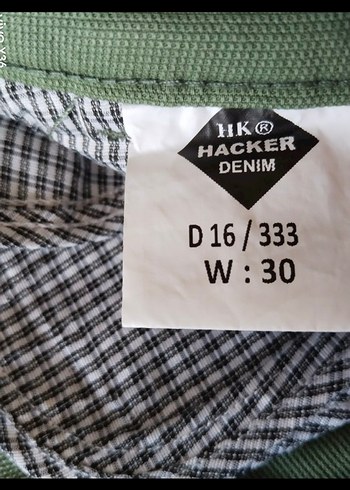 HK®
HACKER
DENIM
D 16 / 333
W : 30